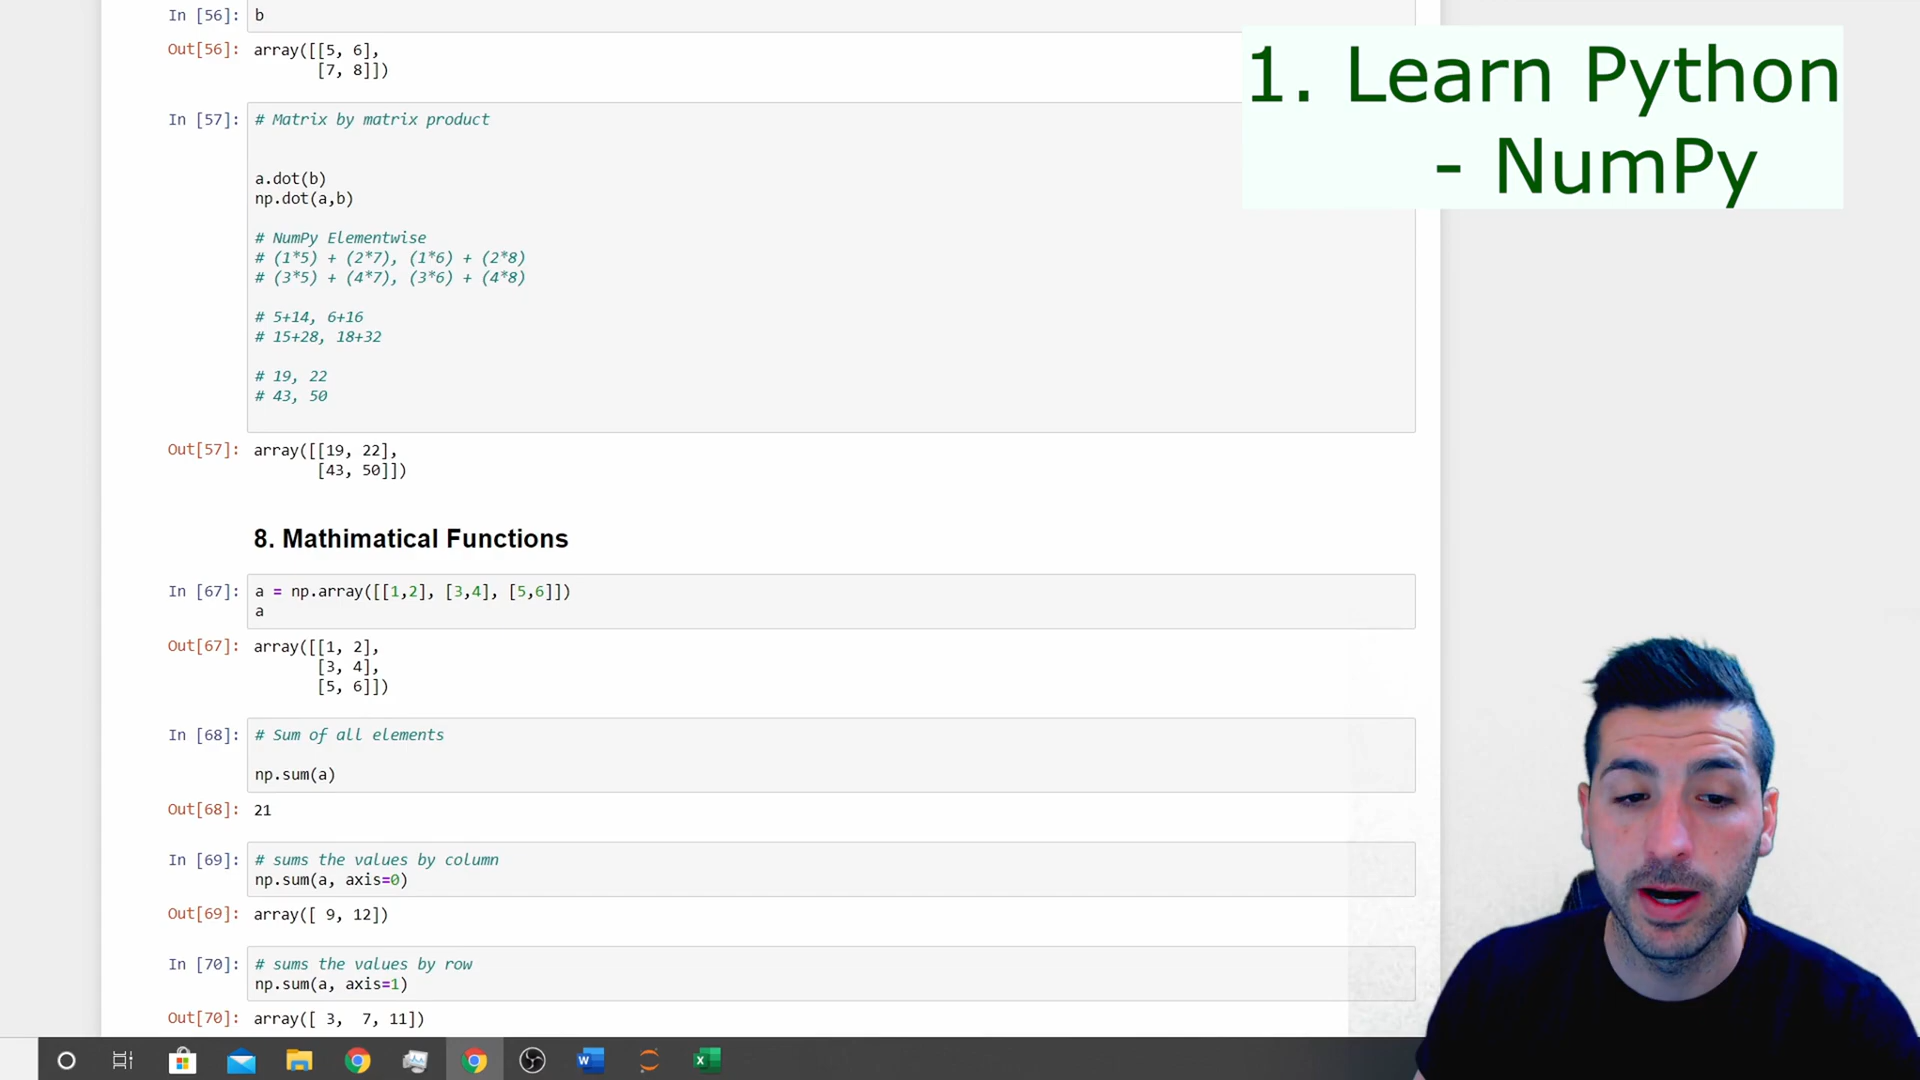 In [56]: b
Out[56]: array([[5, 6],
[7, 8]])
1. Learn Python
- NumPy
In [57]: # Matrix by matrix product
a.dot(b)
np.dot(a,b)
# NumPy Elementwise
# (1*5) + (2*7), (1*6) + (2*8)
# (3*5) + (4*7), (3*6) + (4*8)
# 5+14, 6+16
# 15+28, 18+32
# 19, 22
# 43, 50
Out[57]: array([[19, 22],
[43, 50]])
8. Mathimatical Functions
In [67]: a = np.array([[1,2], [3,4], [5,6]])
a
Out[67]: array([[1, 2],
[3, 4],
[5, 6]])
In [68]: # Sum of all elements
np.sum(a)
Out[68]: 21
In [69]: # sums the values by column
np.sum(a, axis=0)
Out[69]: array([ 9, 12])
In [70]: # sums the values by row
np.sum(a, axis=1)
Out[70]: array([ 3,  7, 11])